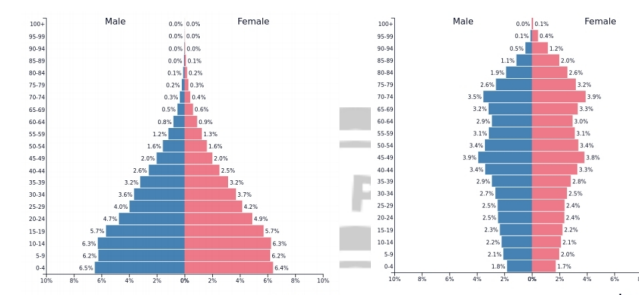 Male Female
100+ 0.0% 0.0%
95-99 0.0% 0.0%
90-94 0.0% 0.0%
85-89 0.0% 0.1%
80-84 0.1% 0.2%
75-79 0.2% 0.3%
70-74 0.3% 0.4%
65-69 0.5% 0.6%
60-64 0.8% 0.9%
55-59 1.2% 1.3%
50-54 1.6% 1.6%
45-49 2.0% 2.0%
40-44 2.6% 2.5%
35-39 3.2% 3.2%
30-34 3.6% 3.7%
25-29 4.0% 4.2%
20-24 4.7% 4.9%
15-19 5.7% 5.7%
10-14 6.3% 6.3%
5-9 6.2% 6.2%
0-4 6.5% 6.4%
10% 8% 6% 4% 2% 0% 2% 4% 6% 8% 10%
Male Female
100+ 0.0% 0.1%
95-99 0.1% 0.4%
90-94 0.5% 1.2%
85-89 1.1% 2.0%
80-84 1.9% 2.6%
75-79 2.6% 3.2%
70-74 3.5% 3.9%
65-69 3.2% 3.3%
60-64 2.9% 3.0%
55-59 3.1% 3.1%
50-54 3.4% 3.4%
45-49 3.9% 3.8%
40-44 3.4% 3.3%
35-39 2.9% 2.8%
30-34 2.7% 2.5%
25-29 2.5% 2.4%
20-24 2.5% 2.4%
15-19 2.3% 2.2%
10-14 2.2% 2.1%
5-9 2.1% 2.0%
0-4 1.8% 1.7%
10% 8% 6% 4% 2% 0% 2% 4% 6%